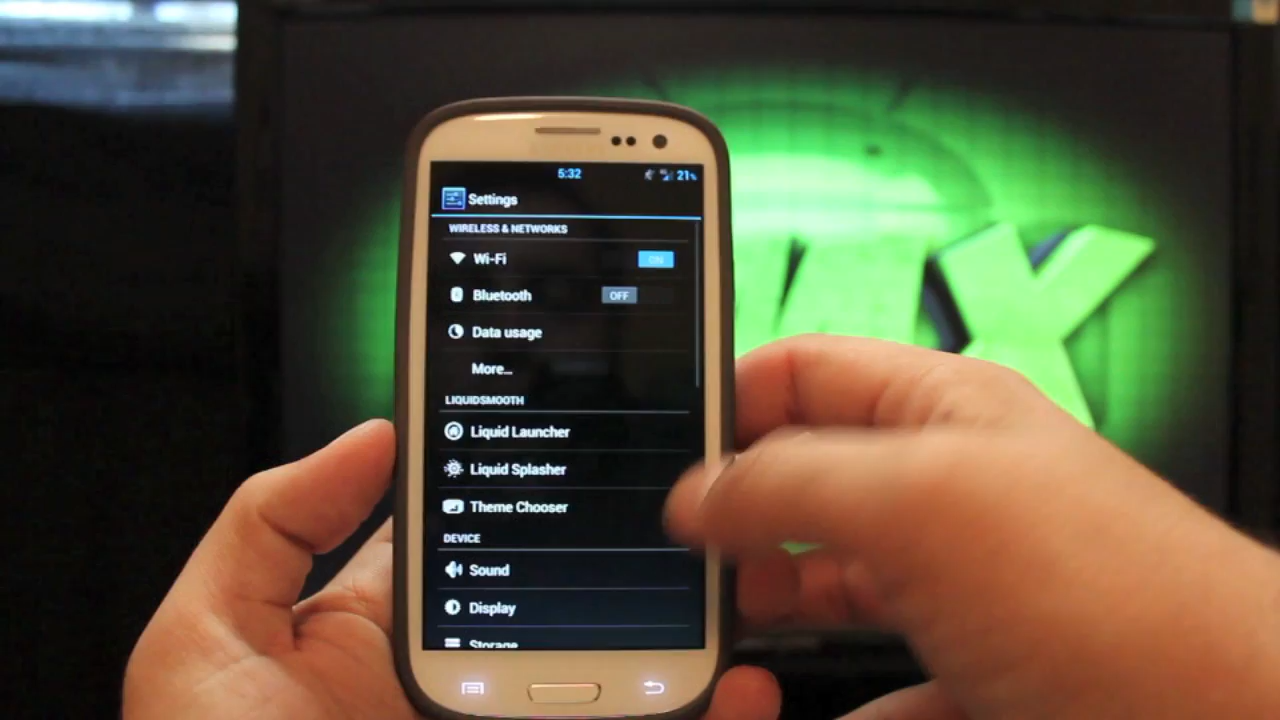 5:32
21%
Settings
WIRELESS & NETWORKS
Wi-Fi
ON
Bluetooth
OFF
Data usage
More...
LIQUIDSMOOTH
Liquid Launcher
Liquid Splasher
Theme Chooser
DEVICE
Sound
Display
Storage